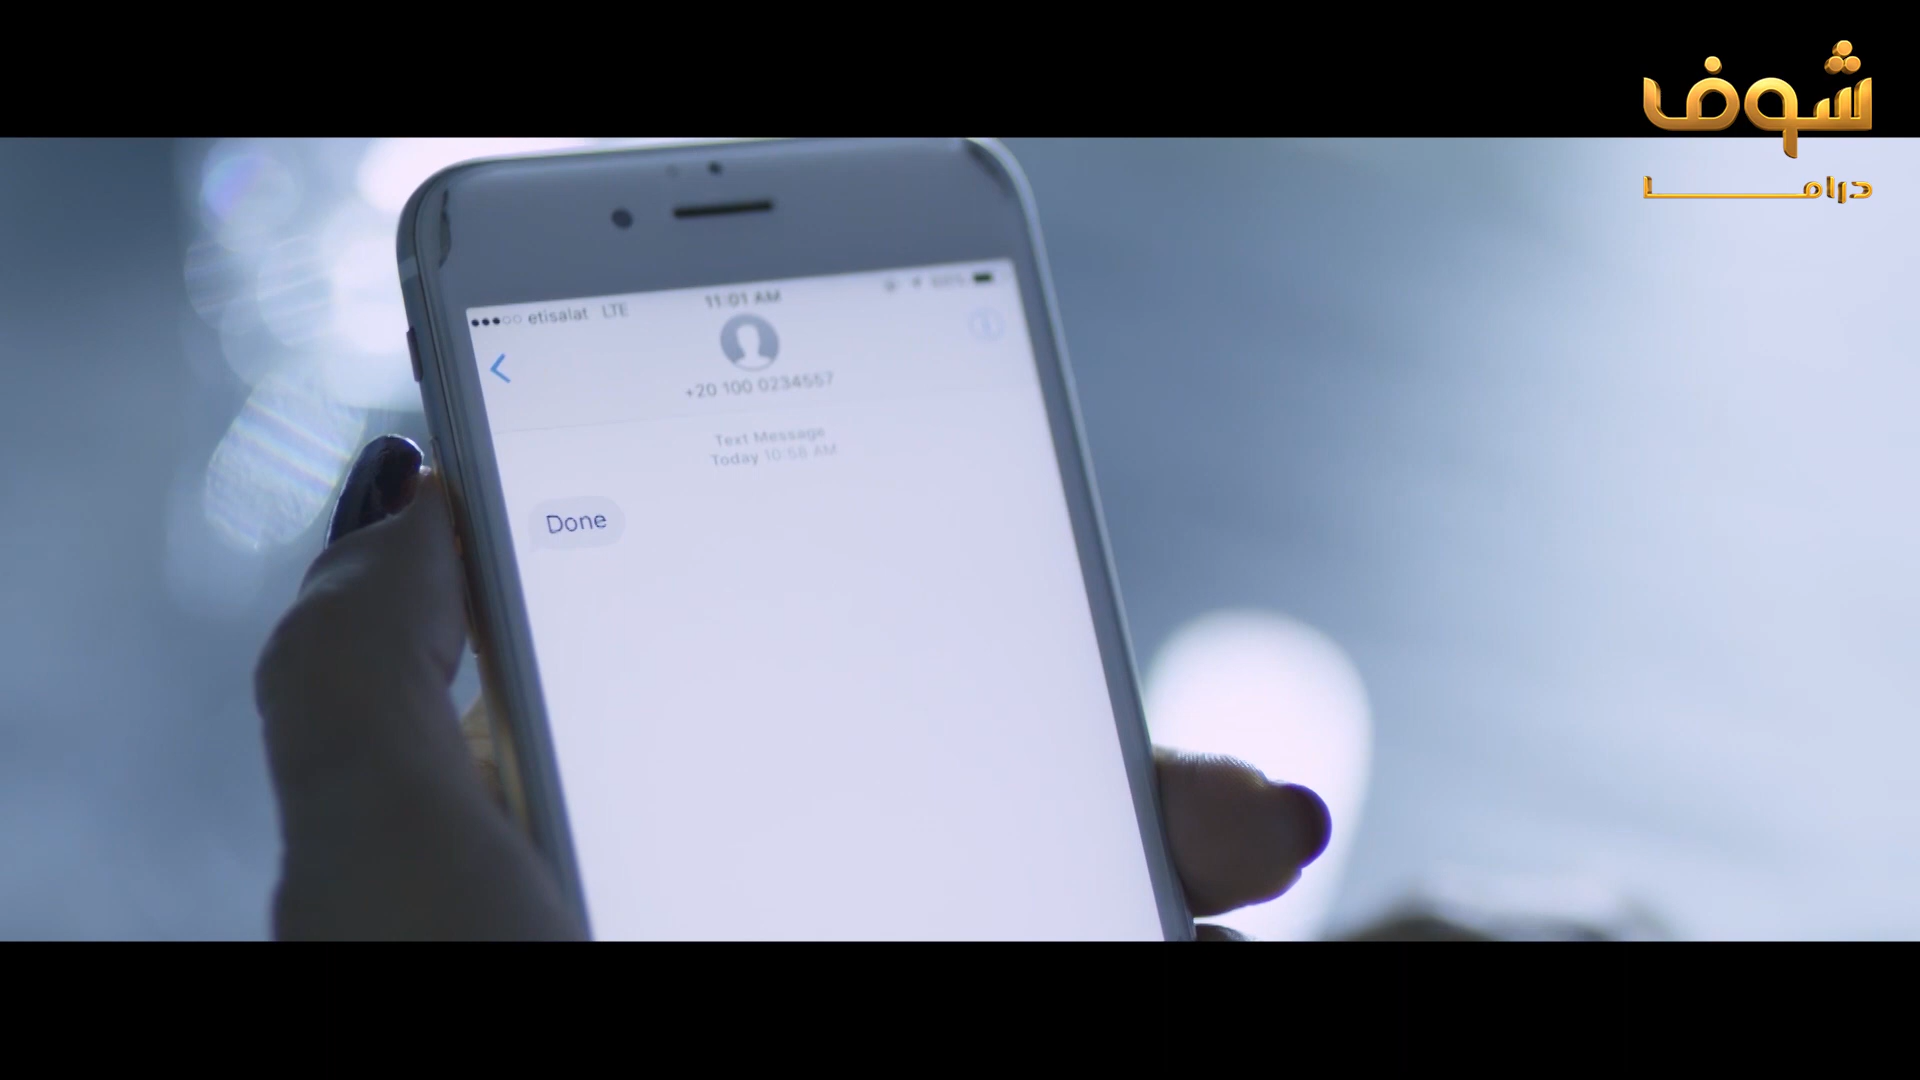 شوف
دراما
etisalat LTE
11:01 AM
+20 100 0234557
Text Message
Today 10:58 AM
Done